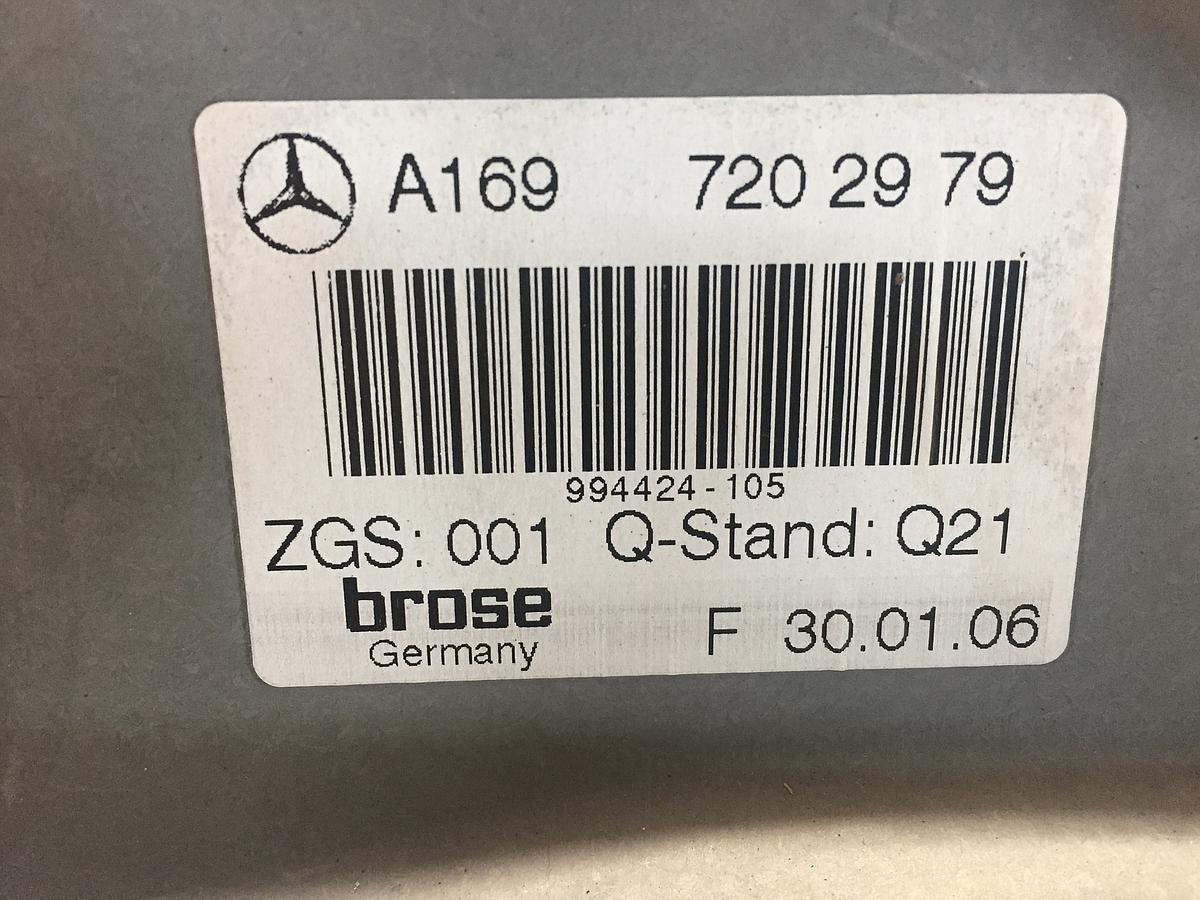 A169 720 29 79
994424-105
ZGS: 001 Q-Stand: Q21
brose
Germany
F 30.01.06